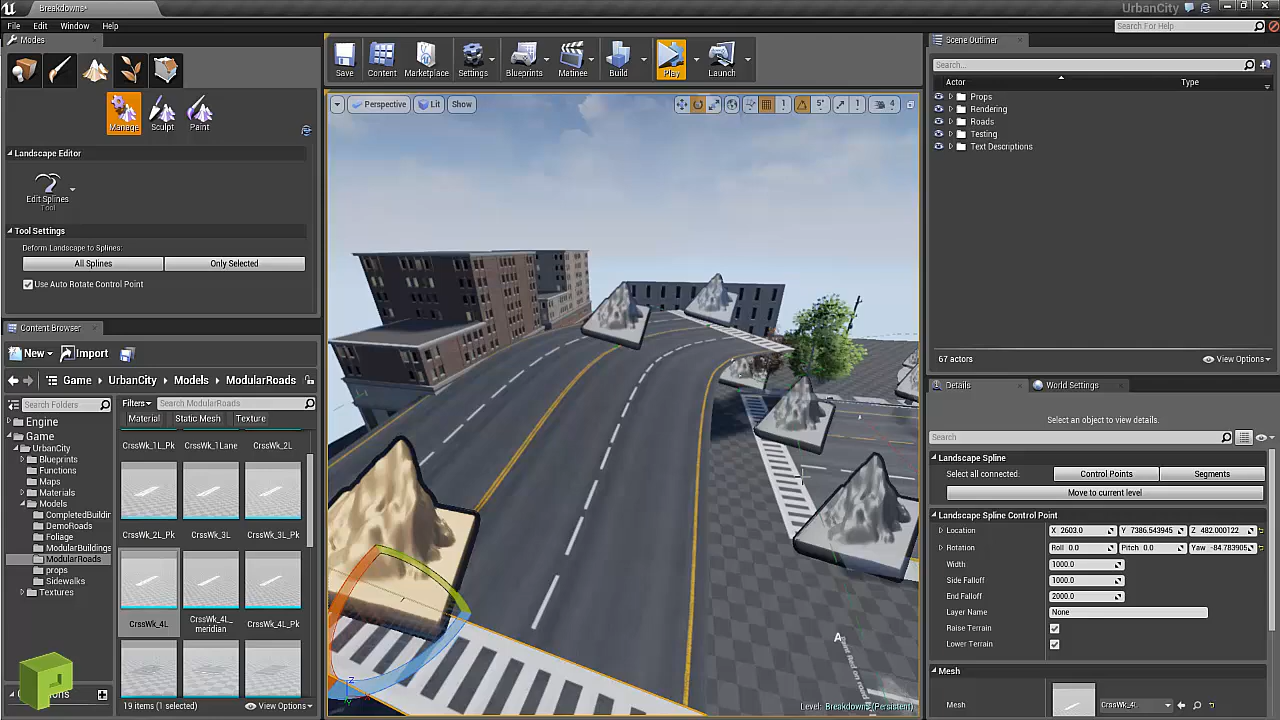 Breakdowns*
UrbanCity
File Edit Window Help
Search For Help
Modes
Manage Sculpt Paint
Landscape Editor
Edit Splines
Tool
Tool Settings
Deform Landscape to Splines:
All Splines Only Selected
Use Auto Rotate Control Point
Save Content Marketplace Settings Blueprints Matinee Build Play Launch
Perspective Lit Show
5° 4
Level: Breakdowns (Persistent)
Content Browser
New Import
Game UrbanCity Models ModularRoads
Search Folders
Engine
Game
UrbanCity
Blueprints
Functions
Maps
Materials
Models
CompletedBuildin
DemoRoads
Foliage
ModularBuildings
ModularRoads
props
Sidewalks
Textures
Filters Search ModularRoads
Material Static Mesh Texture
CrssWk_1L_Pk CrssWk_1Lane CrssWk_2L
CrssWk_2L_Pk CrssWk_3L CrssWk_3L_Pk
CrssWk_4L CrssWk_4L_meridian CrssWk_4L_Pk
19 items (1 selected) View Options
Scene Outliner
Search...
Actor Type
Props
Rendering
Roads
Testing
Text Descriptions
67 actors View Options
Details World Settings
Select an object to view details.
Search
Landscape Spline
Select all connected: Control Points Segments
Move to current level
Landscape Spline Control Point
Location X 2603.0 Y 7386.543945 Z 482.000122
Rotation Roll 0.0 Pitch 0.0 Yaw -84.783905
Width 1000.0
Side Falloff 1000.0
End Falloff 2000.0
Layer Name None
Raise Terrain
Lower Terrain
Mesh
Mesh CrssWk_4L